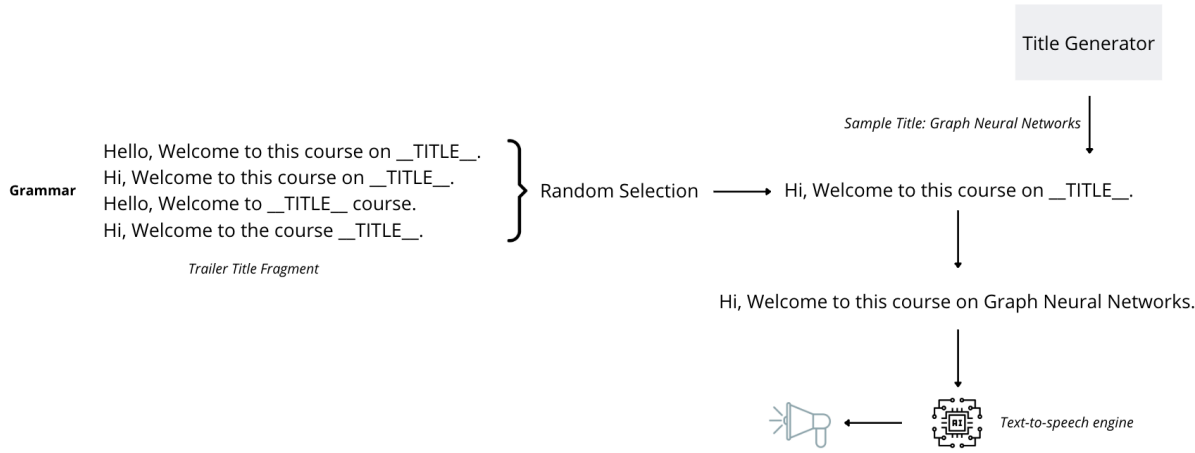 Title Generator
Sample Title: Graph Neural Networks
Grammar
Hello, Welcome to this course on __TITLE__.
Hi, Welcome to this course on __TITLE__.
Hello, Welcome to __TITLE__ course.
Hi, Welcome to the course __TITLE__.
Trailer Title Fragment
Random Selection
Hi, Welcome to this course on __TITLE__.
Hi, Welcome to this course on Graph Neural Networks.
AI
Text-to-speech engine